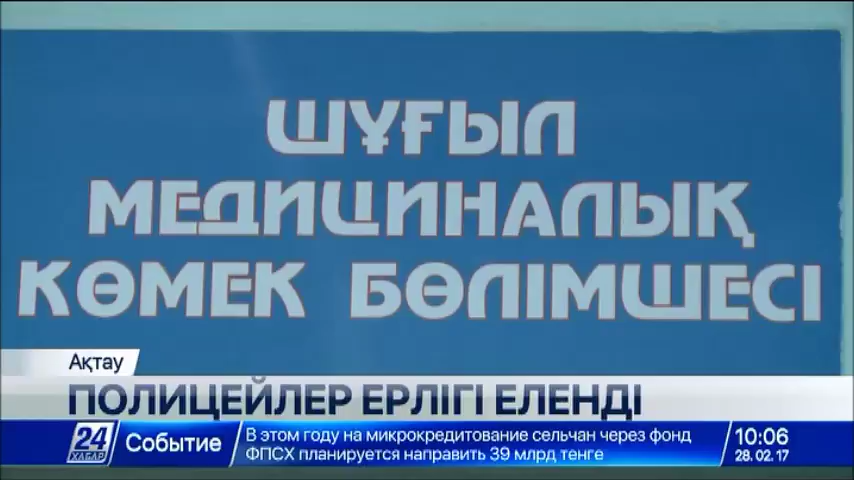 ШҰҒЫЛ
МЕДИЦИНАЛЫҚ
КӨМЕК БӨЛІМШЕСІ
Ақтау
ПОЛИЦЕЙЛЕР ЕРЛІГІ ЕЛЕНДІ
24
ХАБАР
Событие
В этом году на микрокредитование сельчан через фонд
ФПСХ планируется направить 39 млрд тенге
10:06
28.02.17